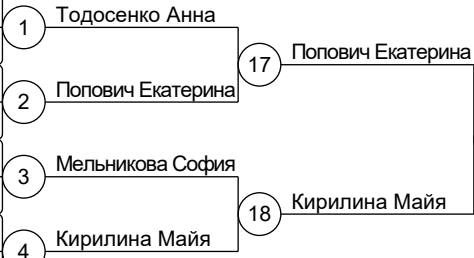 1
Тодосенко Анна
17
Попович Екатерина
2
Попович Екатерина
3
Мельникова София
18
Кирилина Майя
4
Кирилина Майя